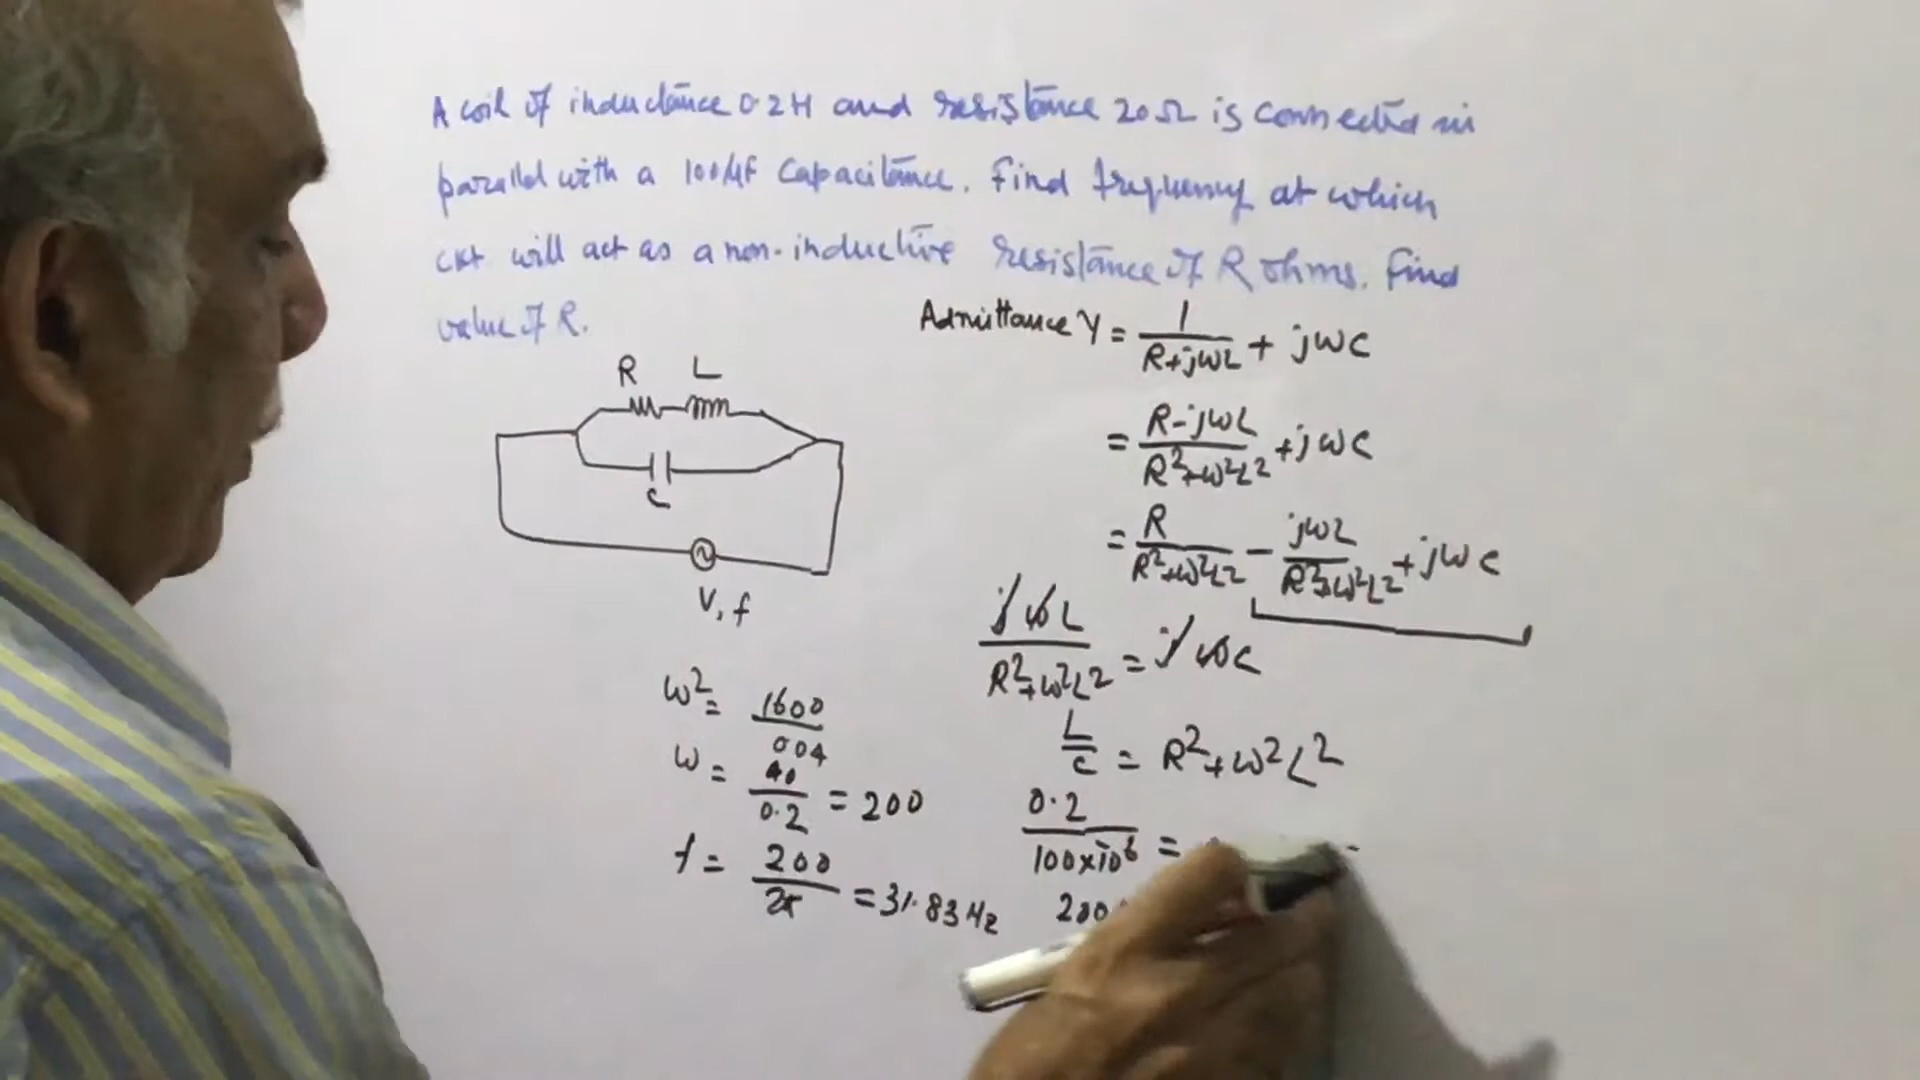 A coil of inductance 0.2H and resistance 20Ω is connected in
parallel with a 100μf Capacitance. Find frequency at which
ckt will act as a non-inductive resistance of R ohms. Find
value of R.
Admittance Y = 1/(R+jωL) + jωC
= (R-jωL)/(R²+ω²L²) + jωC
= R/(R²+ω²L²) - jωL/(R²+ω²L²) + jωC
R L
C
V, f
jωL/(R²+ω²L²) = jωC
L/C = R²+ω²L²
0.2/(100×10⁻⁶) =
ω² = 1600/0.04
ω = 40/0.2 = 200
f = 200/2π = 31.83 Hz